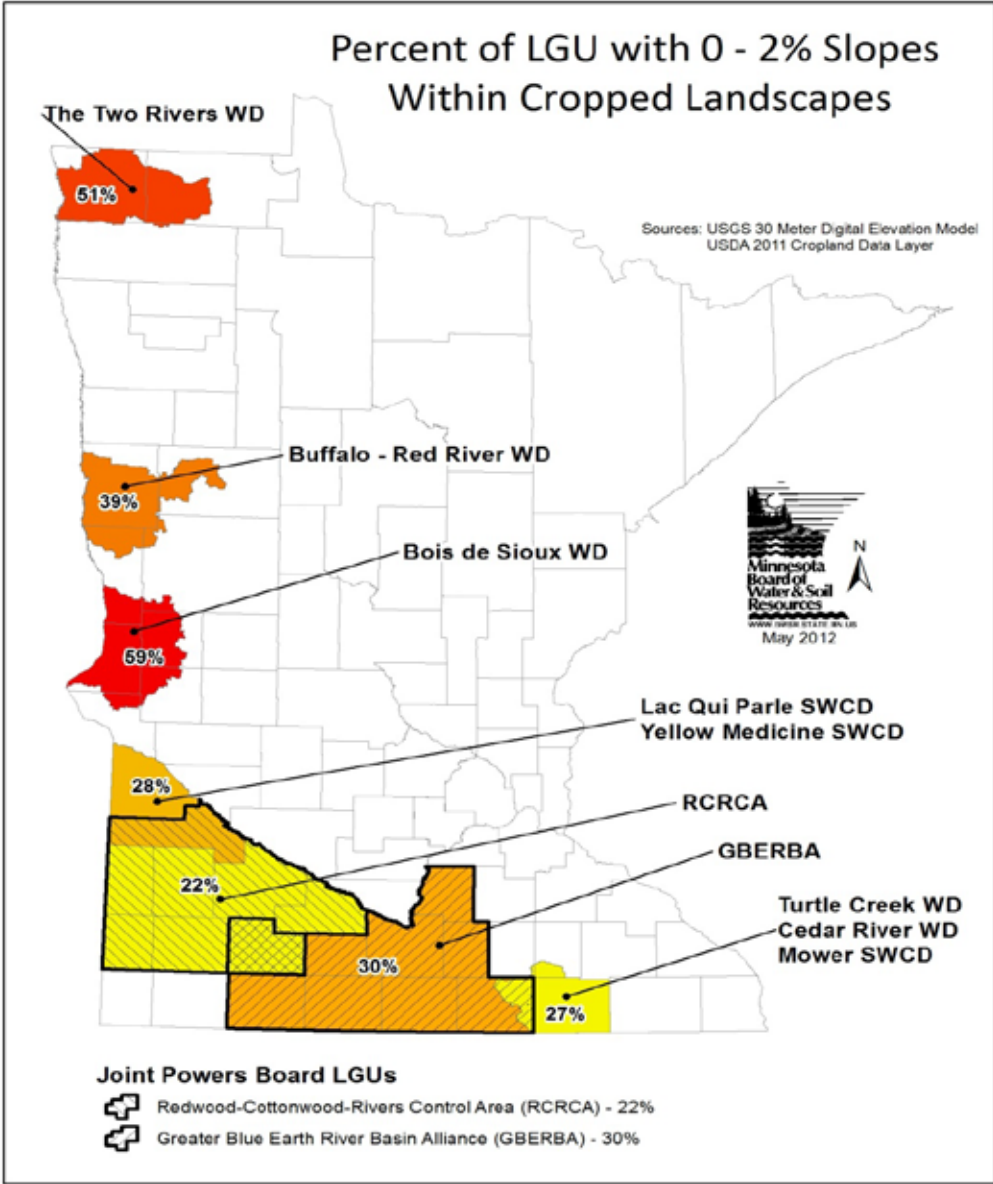 Percent of LGU with 0 - 2% Slopes
Within Cropped Landscapes
The Two Rivers WD
51%
Sources: USGS 30 Meter Digital Elevation Model
USDA 2011 Cropland Data Layer
Buffalo - Red River WD
39%
Bois de Sioux WD
59%
N
Minnesota
Board of
Water & Soil
Resources
May 2012
Lac Qui Parle SWCD
Yellow Medicine SWCD
28%
RCRCA
22%
GBERBA
30%
Turtle Creek WD
Cedar River WD
Mower SWCD
27%
Joint Powers Board LGUs
Redwood-Cottonwood-Rivers Control Area (RCRCA) - 22%
Greater Blue Earth River Basin Alliance (GBERBA) - 30%